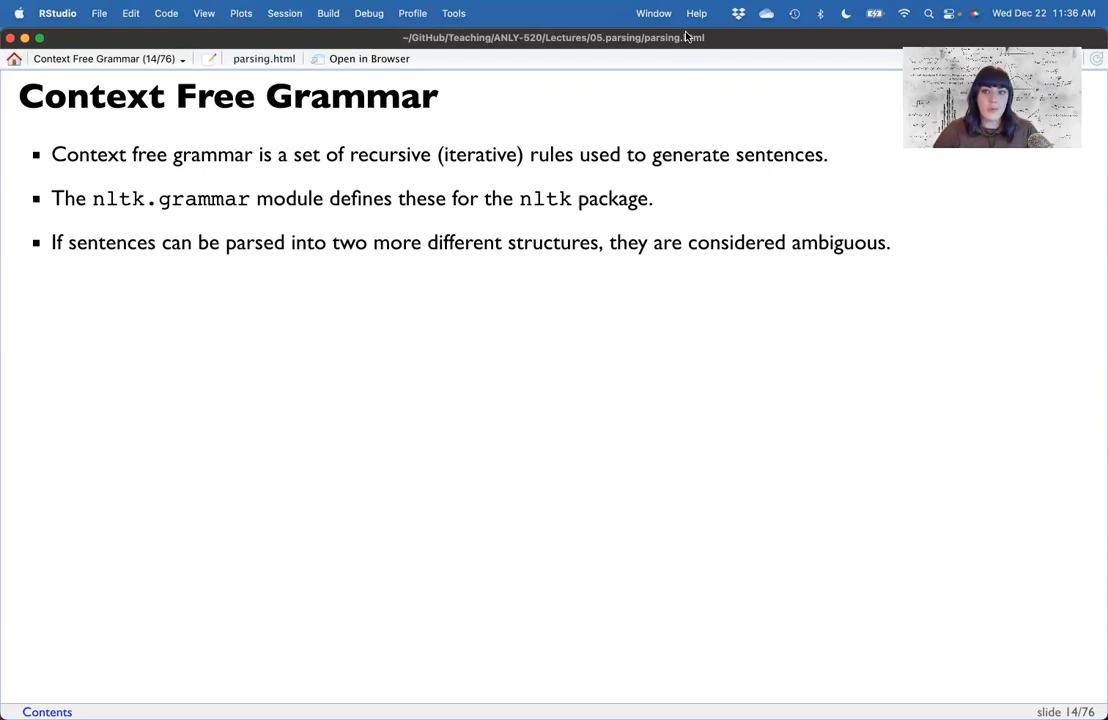 RStudio File Edit Code View Plots Session Build Debug Profile Tools Window Help Wed Dec 22 11:36 AM
~/GitHub/Teaching/ANLY-520/Lectures/05.parsing/parsing.html
Context Free Grammar (14/76) parsing.html Open in Browser
Context Free Grammar
Context free grammar is a set of recursive (iterative) rules used to generate sentences.
The nltk.grammar module defines these for the nltk package.
If sentences can be parsed into two more different structures, they are considered ambiguous.
Contents slide 14/76